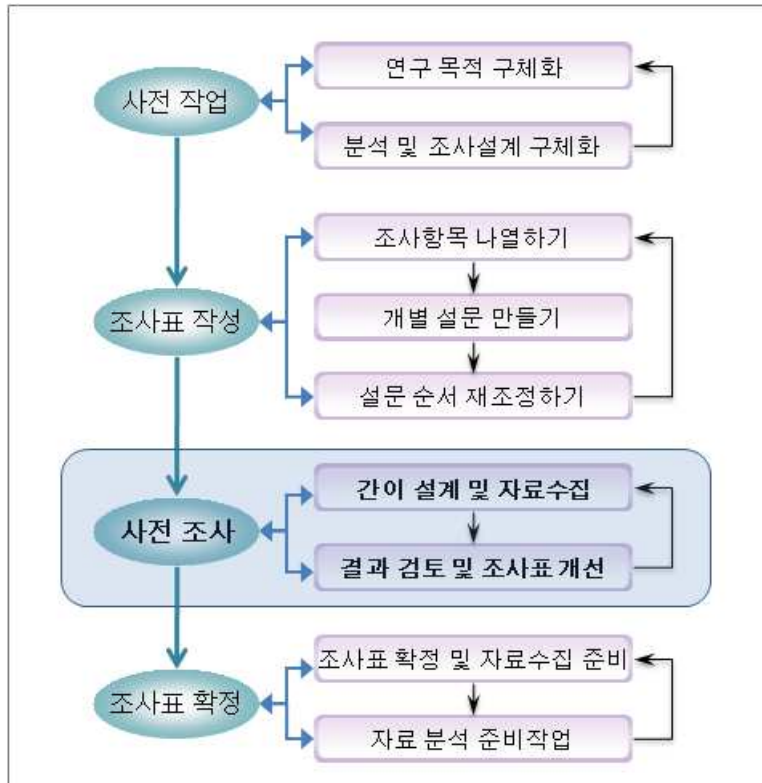 사전 작업
연구 목적 구체화
분석 및 조사설계 구체화
조사표 작성
조사항목 나열하기
개별 설문 만들기
설문 순서 재조정하기
사전 조사
간이 설계 및 자료수집
결과 검토 및 조사표 개선
조사표 확정
조사표 확정 및 자료수집 준비
자료 분석 준비작업